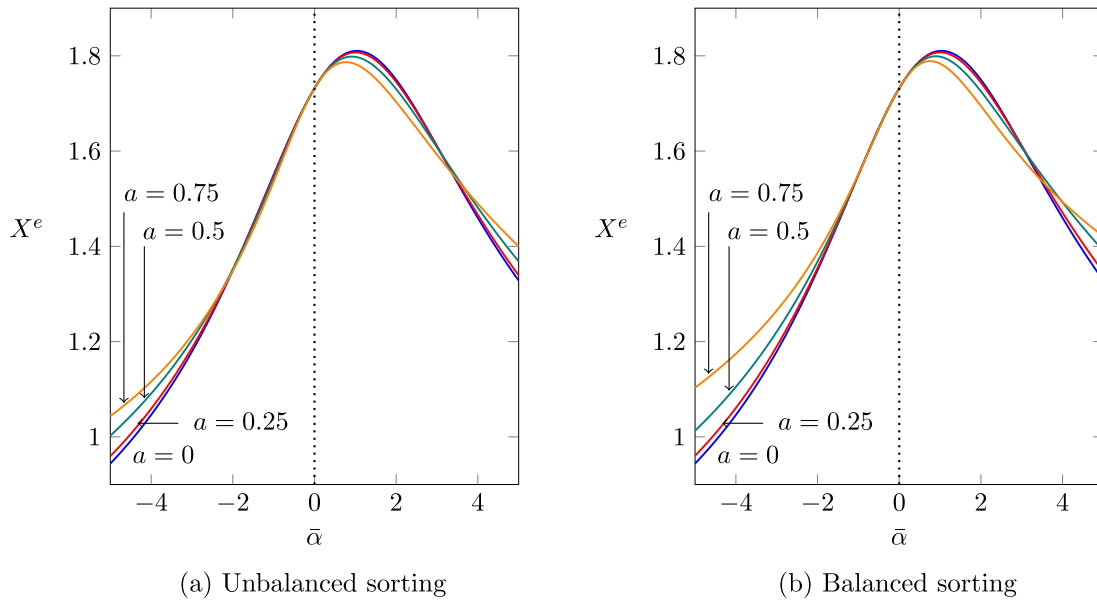 1.8
1.6
1.4
1.2
1
X^e
a = 0.75
a = 0.5
a = 0.25
a = 0
−4 −2 0 2 4
ᾱ
(a) Unbalanced sorting
1.8
1.6
1.4
1.2
1
X^e
a = 0.75
a = 0.5
a = 0.25
a = 0
−4 −2 0 2 4
ᾱ
(b) Balanced sorting